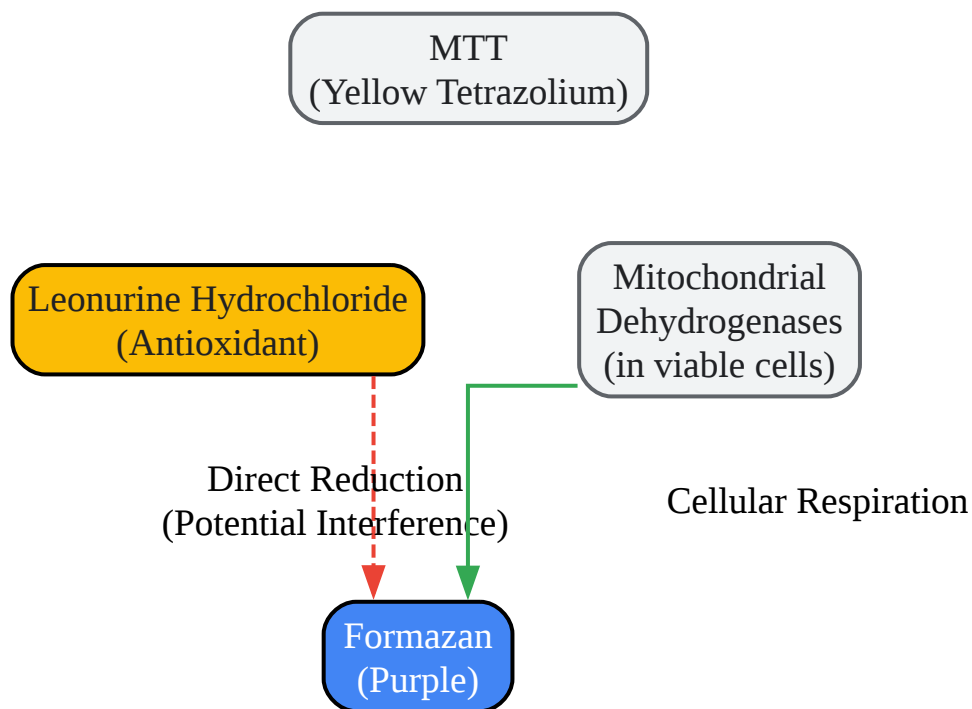 MTT
(Yellow Tetrazolium)
Leonurine Hydrochloride
(Antioxidant)
Mitochondrial
Dehydrogenases
(in viable cells)
Direct Reduction
(Potential Interference)
Cellular Respiration
Formazan
(Purple)